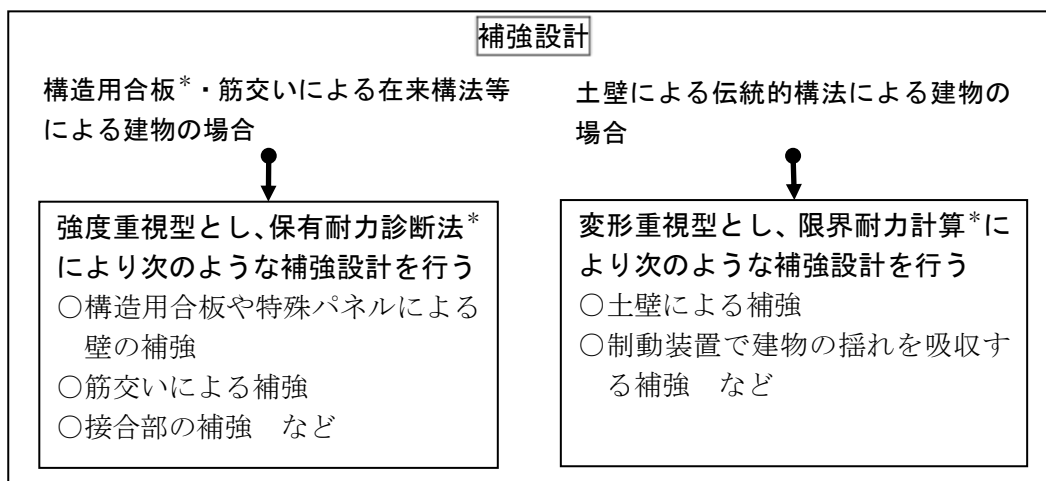 補強設計
構造用合板*・筋交いによる在来構法等
による建物の場合
強度重視型とし、保有耐力診断法*
により次のような補強設計を行う
○構造用合板や特殊パネルによる
壁の補強
○筋交いによる補強
○接合部の補強　など
土壁による伝統的構法による建物の
場合
変形重視型とし、限界耐力計算*に
より次のような補強設計を行う
○土壁による補強
○制動装置で建物の揺れを吸収す
る補強　など